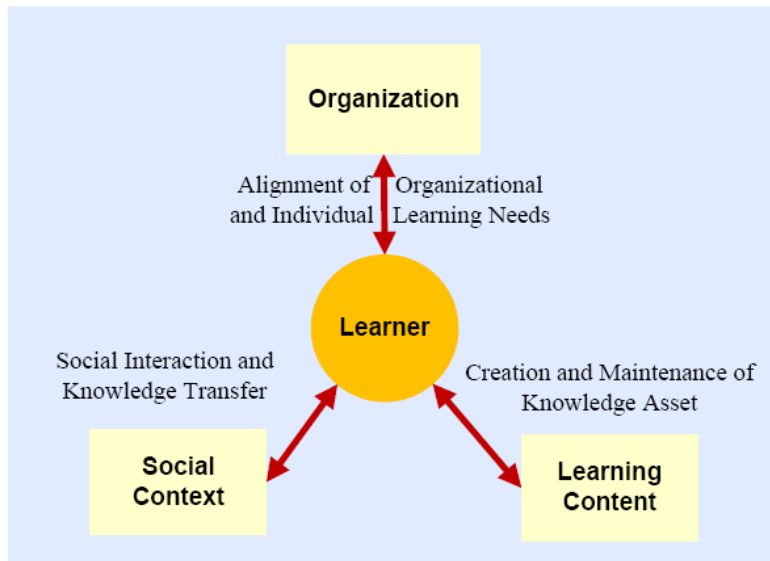 Organization
Alignment of Organizational
and Individual Learning Needs
Learner
Social Interaction and
Knowledge Transfer
Creation and Maintenance of
Knowledge Asset
Social
Context
Learning
Content